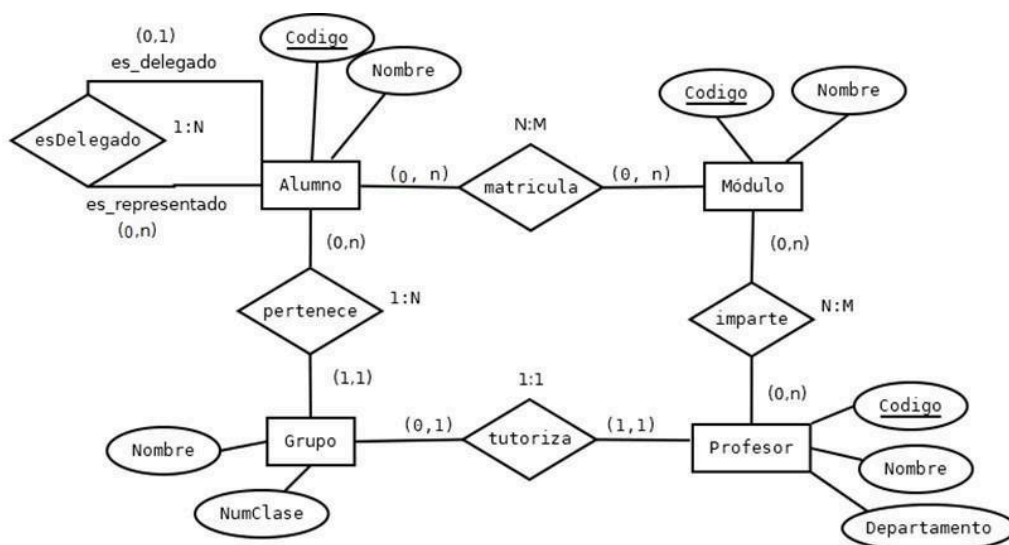 (0,1)
es_delegado
Codigo
Nombre
Codigo
Nombre
esDelegado
1:N
N:M
Alumno
(0, n)
matricula
(0, n)
Módulo
es_representado
(0,n)
(0,n)
(0,n)
pertenece
1:N
imparte
N:M
(1,1)
1:1
(0,n)
Codigo
Nombre
Grupo
(0,1)
tutoriza
(1,1)
Profesor
Nombre
NumClase
Departamento